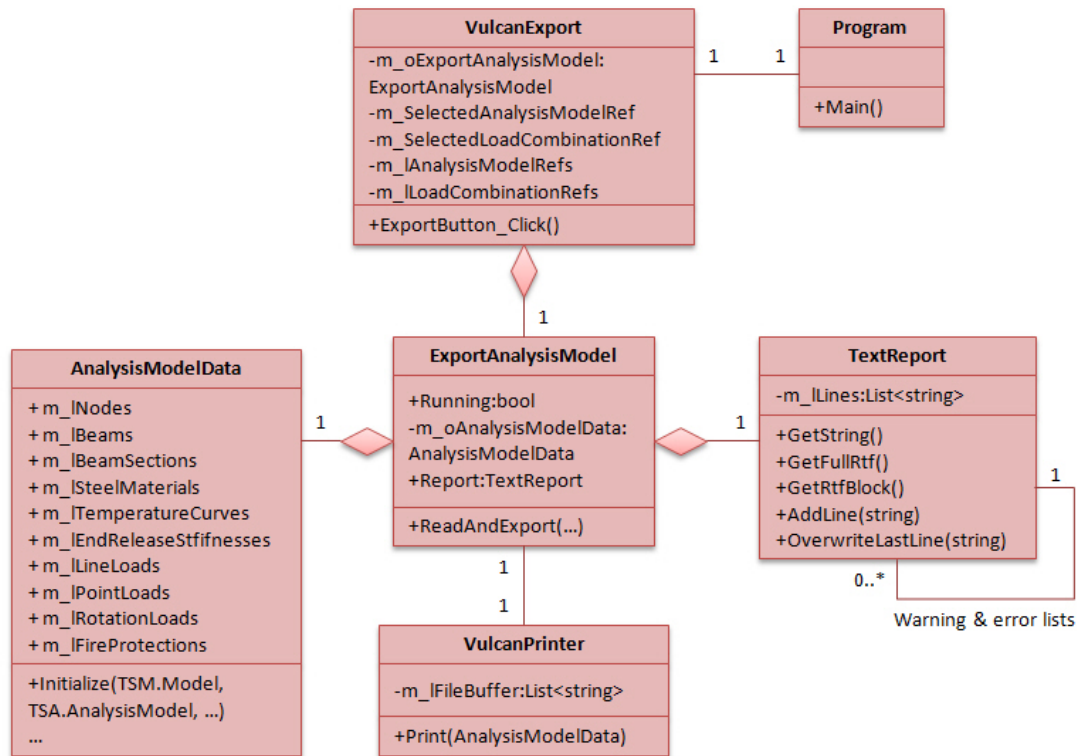 VulcanExport
-m_oExportAnalysisModel:
ExportAnalysisModel
-m_SelectedAnalysisModelRef
-m_SelectedLoadCombinationRef
-m_lAnalysisModelRefs
-m_lLoadCombinationRefs
+ExportButton_Click()
1
1
Program
+Main()
1
AnalysisModelData
+ m_lNodes
+ m_lBeams
+ m_lBeamSections
+ m_lSteelMaterials
+ m_lTemperatureCurves
+ m_lEndReleaseStfifnesses
+ m_lLineLoads
+ m_lPointLoads
+ m_lRotationLoads
+ m_lFireProtections
+Initialize(TSM.Model,
TSA.AnalysisModel, ...)
...
1
ExportAnalysisModel
+Running:bool
-m_oAnalysisModelData:
AnalysisModelData
+Report:TextReport
+ReadAndExport(...)
1
TextReport
-m_lLines:List<string>
+GetString()
+GetFullRtf()
+GetRtfBlock()
+AddLine(string)
+OverwriteLastLine(string)
1
0..*
Warning & error lists
1
1
VulcanPrinter
-m_lFileBuffer:List<string>
+Print(AnalysisModelData)